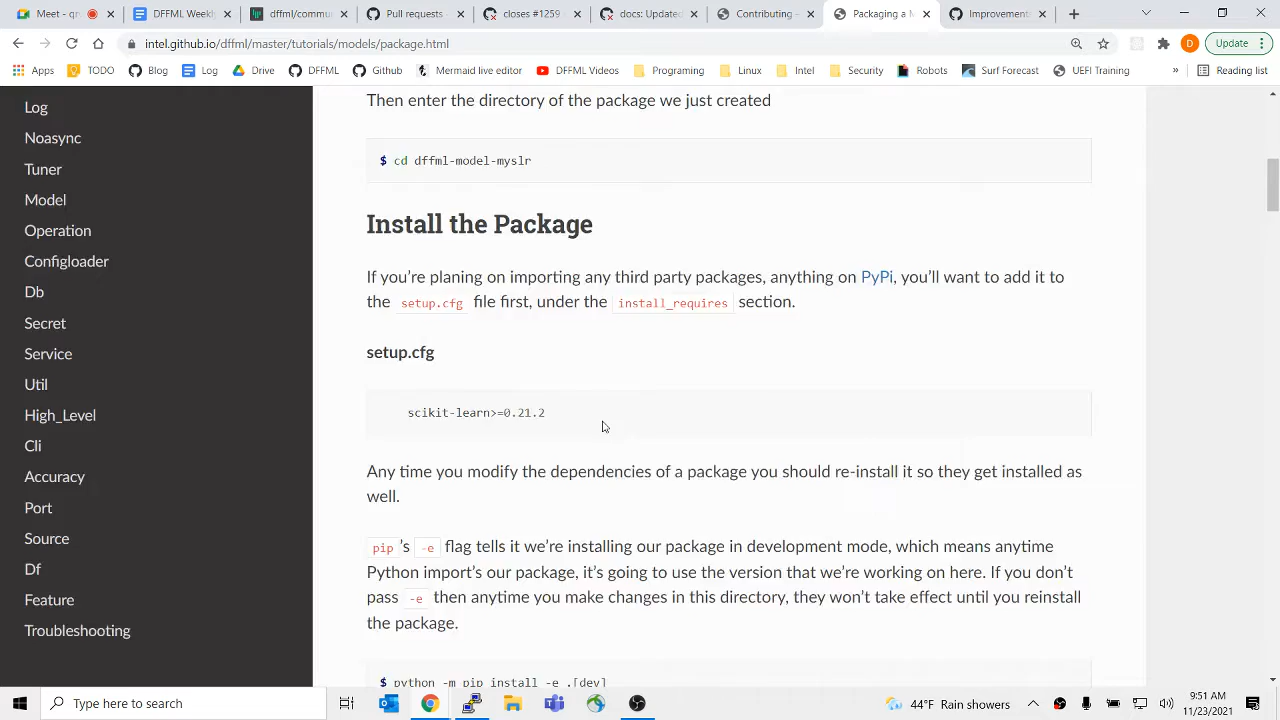 Meet - qr
DFFML Weekly
dffml/commu
Pull requests ·
closes #1259
docs: Updated
Contributing –
Packaging a M
Improvements
intel.github.io/dffml/master/tutorials/models/package.html
D
Update
Apps
TODO
Blog
Log
Drive
DFFML
Github
Mermaid live editor
DFFML Videos
Programing
Linux
Intel
Security
Robots
Surf Forecast
UEFI Training
»
Reading list
Log
Noasync
Tuner
Model
Operation
Configloader
Db
Secret
Service
Util
High_Level
Cli
Accuracy
Port
Source
Df
Feature
Troubleshooting
Then enter the directory of the package we just created
$ cd dffml-model-myslr
Install the Package
If you’re planing on importing any third party packages, anything on PyPi, you’ll want to add it to
the setup.cfg file first, under the install_requires section.
setup.cfg
scikit-learn>=0.21.2
Any time you modify the dependencies of a package you should re-install it so they get installed as
well.
pip ’s -e flag tells it we’re installing our package in development mode, which means anytime
Python import’s our package, it’s going to use the version that we’re working on here. If you don’t
pass -e then anytime you make changes in this directory, they won’t take effect until you reinstall
the package.
$ python -m pip install -e .[dev]
Type here to search
44°F Rain showers
9:51 AM
11/23/2021